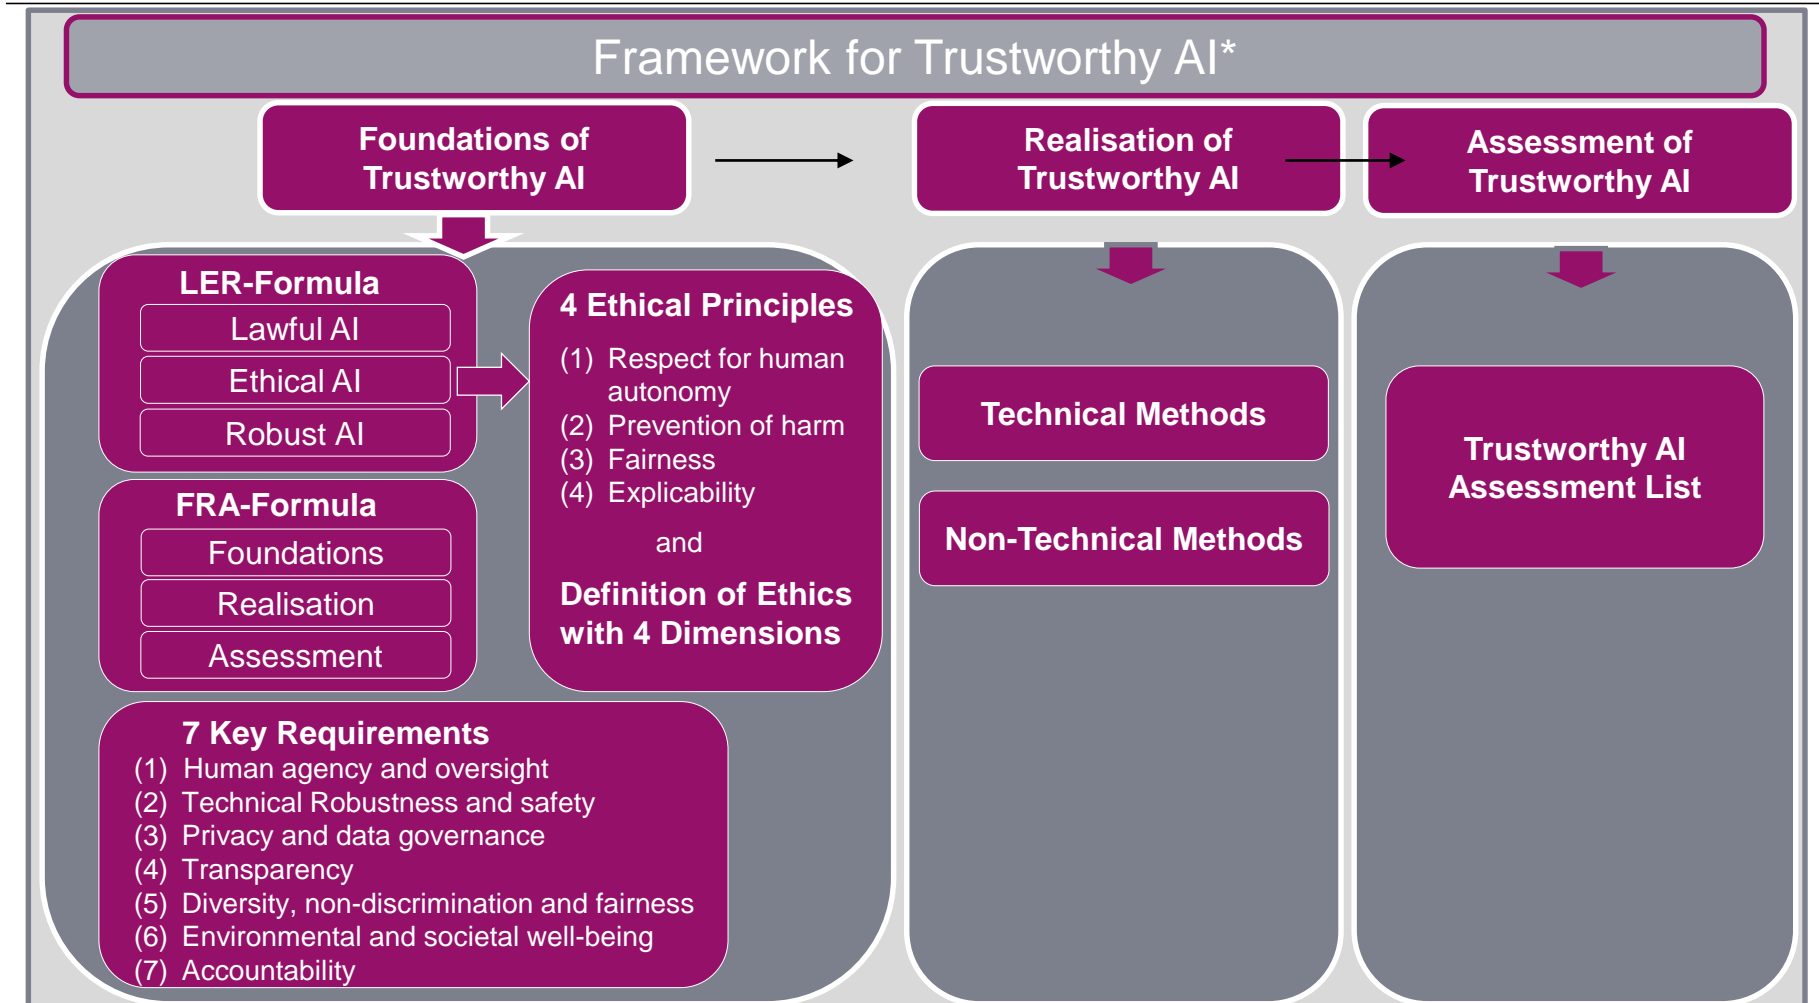 Framework for Trustworthy AI*
Foundations of
Trustworthy AI
Realisation of
Trustworthy AI
Assessment of
Trustworthy AI
LER-Formula
Lawful AI
Ethical AI
Robust AI
FRA-Formula
Foundations
Realisation
Assessment
4 Ethical Principles
(1) Respect for human
autonomy
(2) Prevention of harm
(3) Fairness
(4) Explicability
and
Definition of Ethics
with 4 Dimensions
7 Key Requirements
(1) Human agency and oversight
(2) Technical Robustness and safety
(3) Privacy and data governance
(4) Transparency
(5) Diversity, non-discrimination and fairness
(6) Environmental and societal well-being
(7) Accountability
Technical Methods
Non-Technical Methods
Trustworthy AI
Assessment List